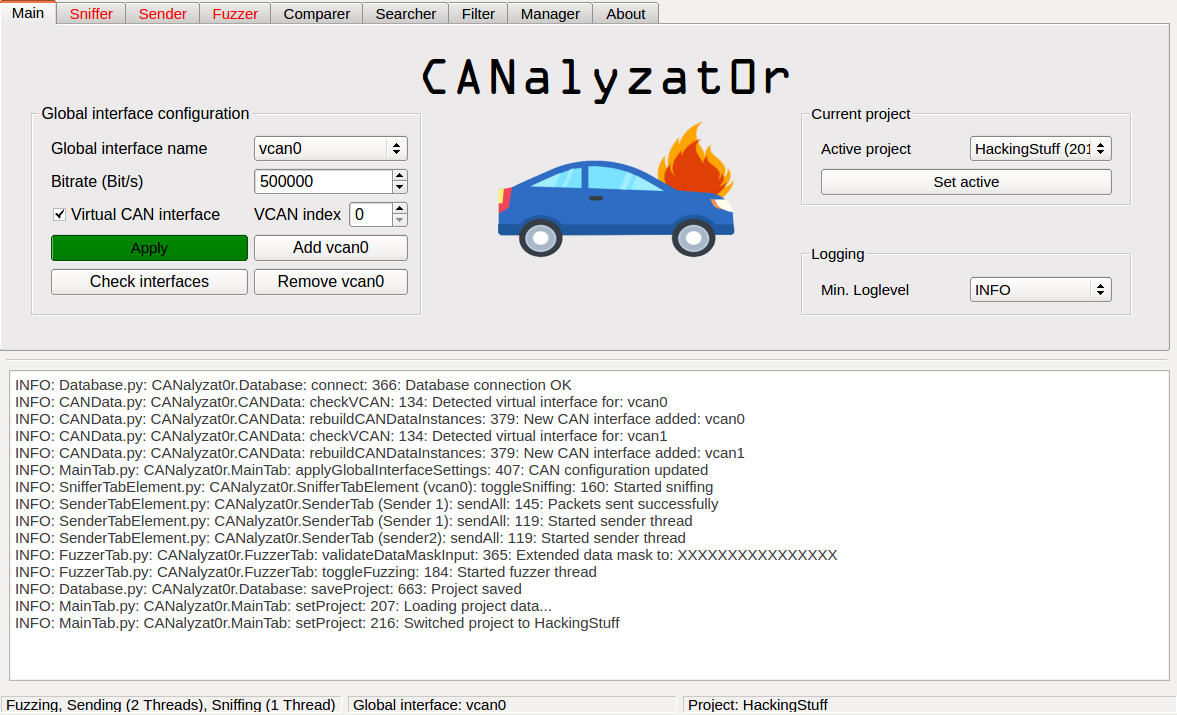 Main Sniffer Sender Fuzzer Comparer Searcher Filter Manager About
CANalyzat0r
Global interface configuration
Global interface name vcan0
Bitrate (Bit/s) 500000
Virtual CAN interface VCAN index 0
Apply Add vcan0
Check interfaces Remove vcan0
Current project
Active project HackingStuff (201
Set active
Logging
Min. Loglevel INFO
INFO: Database.py: CANalyzat0r.Database: connect: 366: Database connection OK
INFO: CANData.py: CANalyzat0r.CANData: checkVCAN: 134: Detected virtual interface for: vcan0
INFO: CANData.py: CANalyzat0r.CANData: rebuildCANDataInstances: 379: New CAN interface added: vcan0
INFO: CANData.py: CANalyzat0r.CANData: checkVCAN: 134: Detected virtual interface for: vcan1
INFO: CANData.py: CANalyzat0r.CANData: rebuildCANDataInstances: 379: New CAN interface added: vcan1
INFO: MainTab.py: CANalyzat0r.MainTab: applyGlobalInterfaceSettings: 407: CAN configuration updated
INFO: SnifferTabElement.py: CANalyzat0r.SnifferTabElement (vcan0): toggleSniffing: 160: Started sniffing
INFO: SenderTabElement.py: CANalyzat0r.SenderTab (Sender 1): sendAll: 145: Packets sent successfully
INFO: SenderTabElement.py: CANalyzat0r.SenderTab (Sender 1): sendAll: 119: Started sender thread
INFO: SenderTabElement.py: CANalyzat0r.SenderTab (sender2): sendAll: 119: Started sender thread
INFO: FuzzerTab.py: CANalyzat0r.FuzzerTab: validateDataMaskInput: 365: Extended data mask to: XXXXXXXXXXXXXXXX
INFO: FuzzerTab.py: CANalyzat0r.FuzzerTab: toggleFuzzing: 184: Started fuzzer thread
INFO: Database.py: CANalyzat0r.Database: saveProject: 663: Project saved
INFO: MainTab.py: CANalyzat0r.MainTab: setProject: 207: Loading project data...
INFO: MainTab.py: CANalyzat0r.MainTab: setProject: 216: Switched project to HackingStuff
Fuzzing, Sending (2 Threads), Sniffing (1 Thread) Global interface: vcan0 Project: HackingStuff